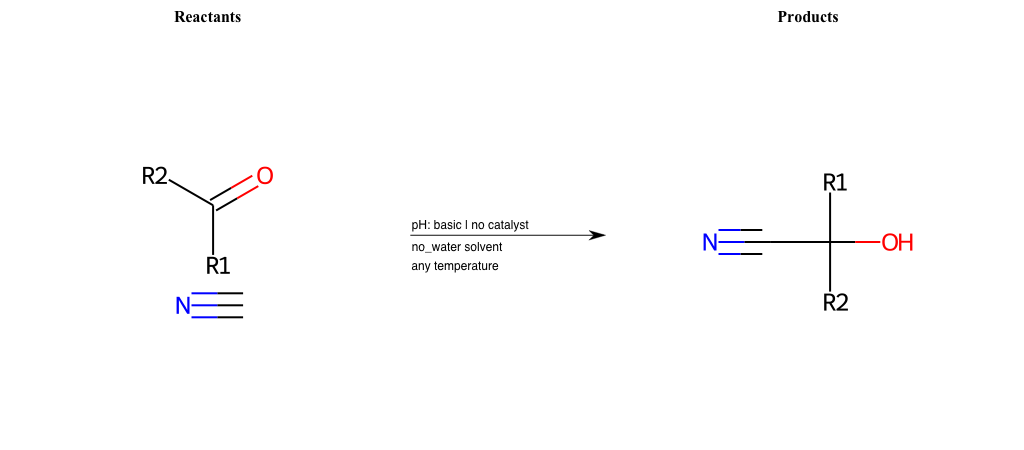 Reactants
Products
R2
O
R1
N
pH: basic | no catalyst
no_water solvent
any temperature
R1
N
OH
R2